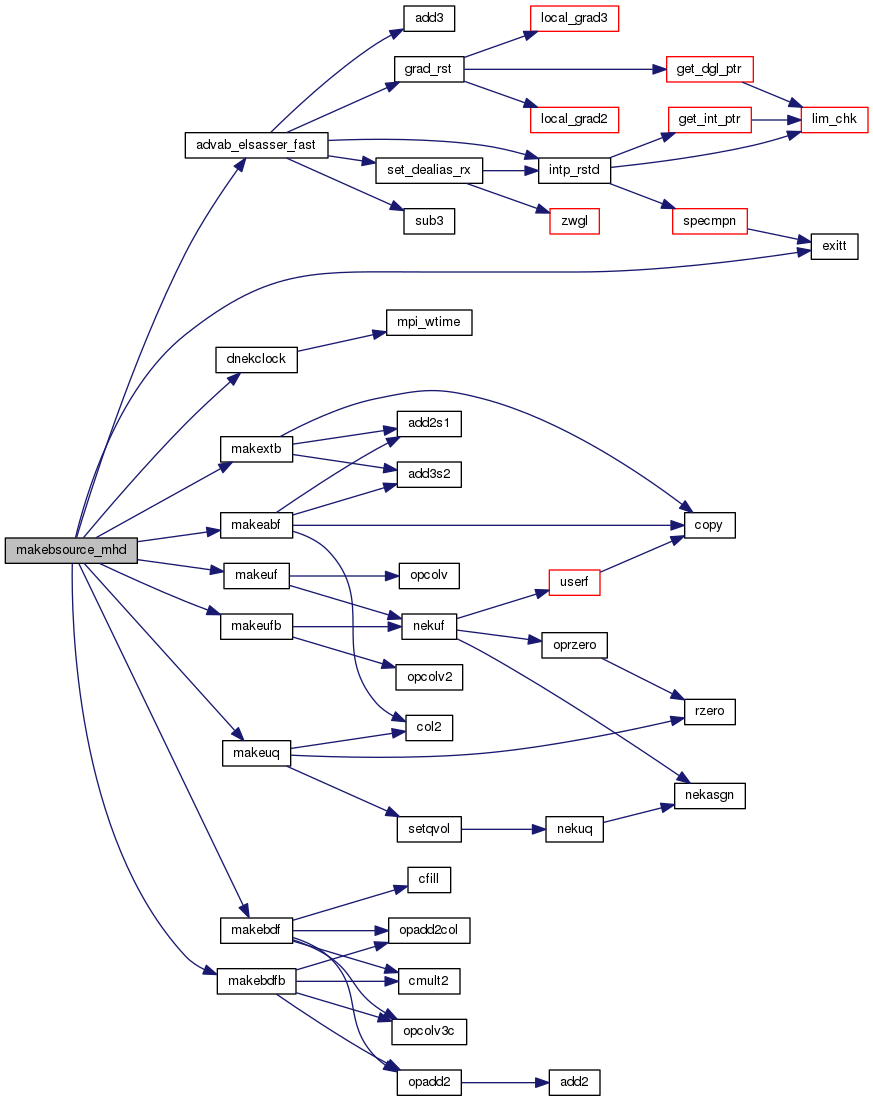 add3
local_grad3
grad_rst
get_dgl_ptr
local_grad2
get_int_ptr
lim_chk
advab_elsasser_fast
set_dealias_rx
intp_rstd
sub3
zwgl
specmpn
exitt
mpi_wtime
dnekclock
makextb
add2s1
add3s2
makeabf
copy
makebsource_mhd
makeuf
opcolv
userf
makeufb
nekuf
oprzero
opcolv2
rzero
makeuq
col2
nekasgn
setqvol
nekuq
cfill
makebdf
opadd2col
makebdfb
cmult2
opcolv3c
opadd2
add2